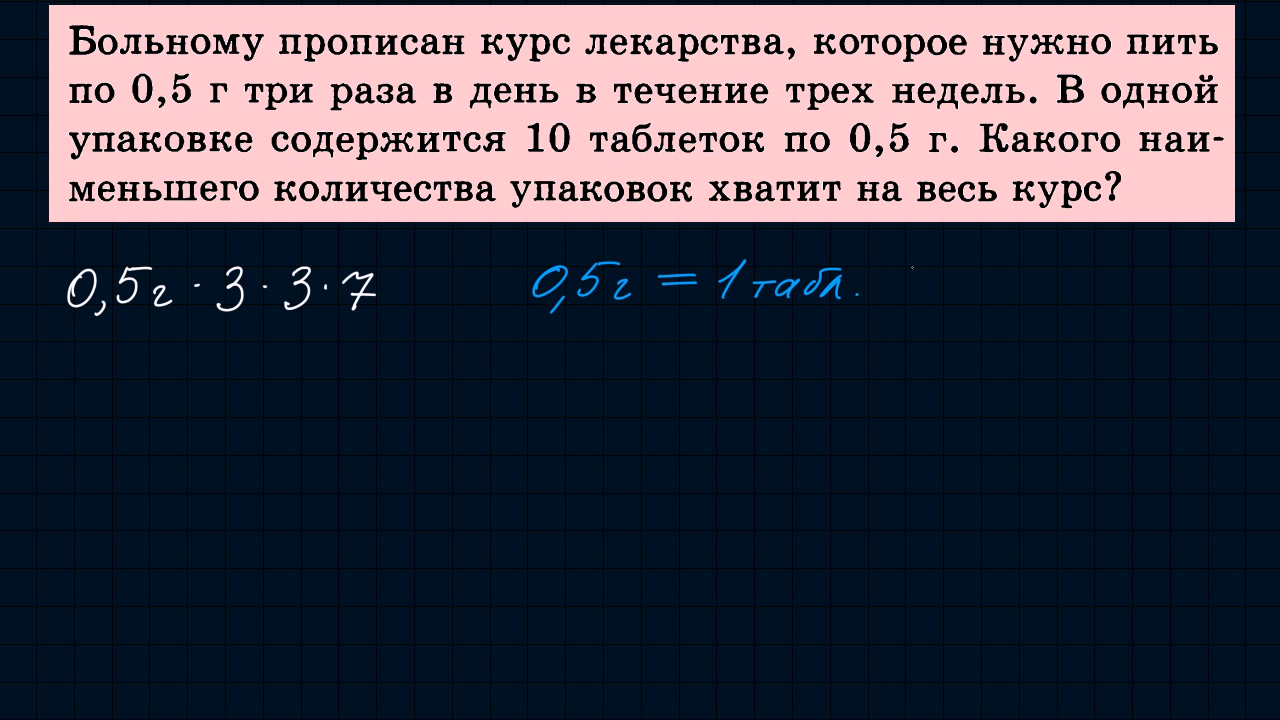 Больному прописан курс лекарства, которое нужно пить
по 0,5 г три раза в день в течение трех недель. В одной
упаковке содержится 10 таблеток по 0,5 г. Какого наи-
меньшего количества упаковок хватит на весь курс?
0,5г · 3 · 3 · 7 0,5г = 1 табл.